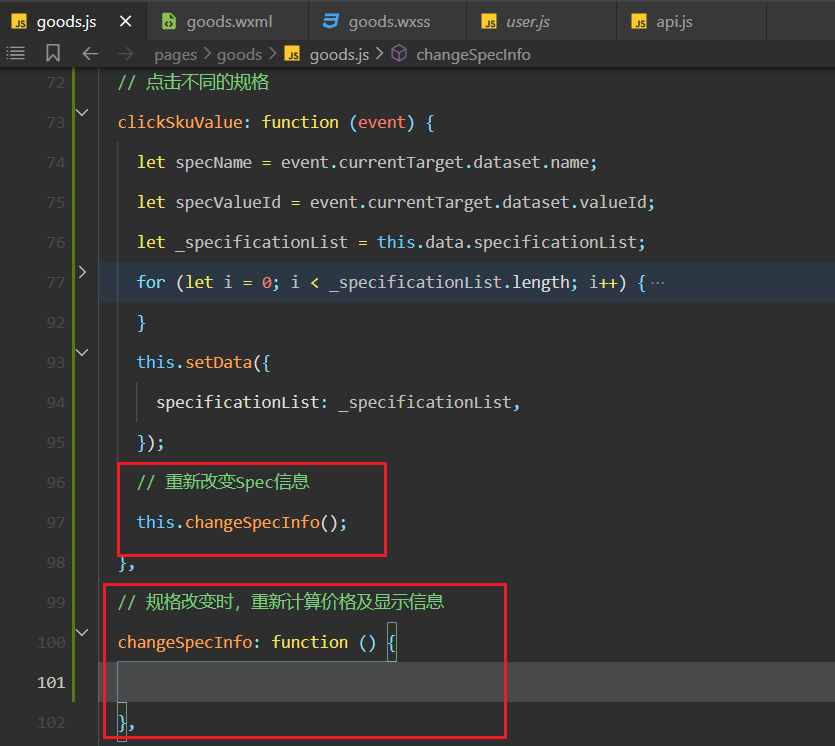 goods.js
goods.wxml
goods.wxss
user.js
api.js
pages > goods > goods.js > changeSpecInfo
72 // 点击不同的规格
73 clickSkuValue: function (event) {
74 let specName = event.currentTarget.dataset.name;
75 let specValueId = event.currentTarget.dataset.valueId;
76 let _specificationList = this.data.specificationList;
77 for (let i = 0; i < _specificationList.length; i++) { ···
92 }
93 this.setData({
94 specificationList: _specificationList,
95 });
96 // 重新改变Spec信息
97 this.changeSpecInfo();
98 },
99 // 规格改变时，重新计算价格及显示信息
100 changeSpecInfo: function () {
101
102 },